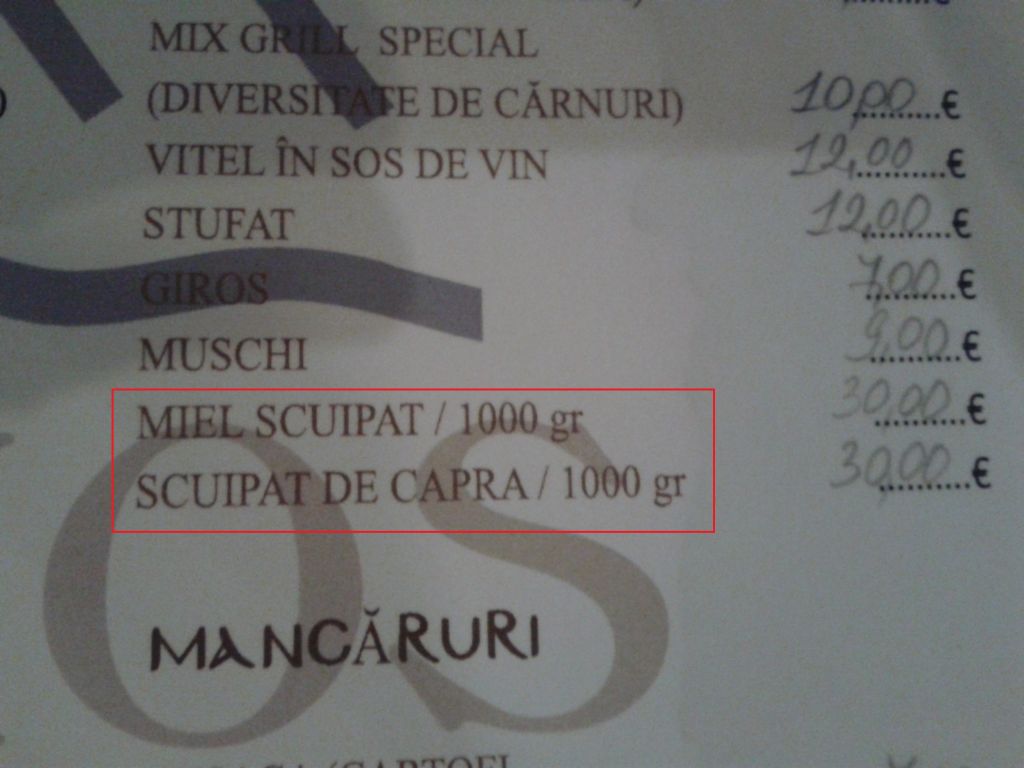 MIX GRILL SPECIAL
(DIVERSITATE DE CĂRNURI) 10,00 ..........€
VITEL ÎN SOS DE VIN 12,00 ..........€
STUFAT 12,00 ..........€
GIROS 7,00 ..........€
MUSCHI 9,00 ..........€
MIEL SCUIPAT / 1000 gr 30,00 ..........€
SCUIPAT DE CAPRA / 1000 gr 30,00 ..........€
OS
MANCĂRURI